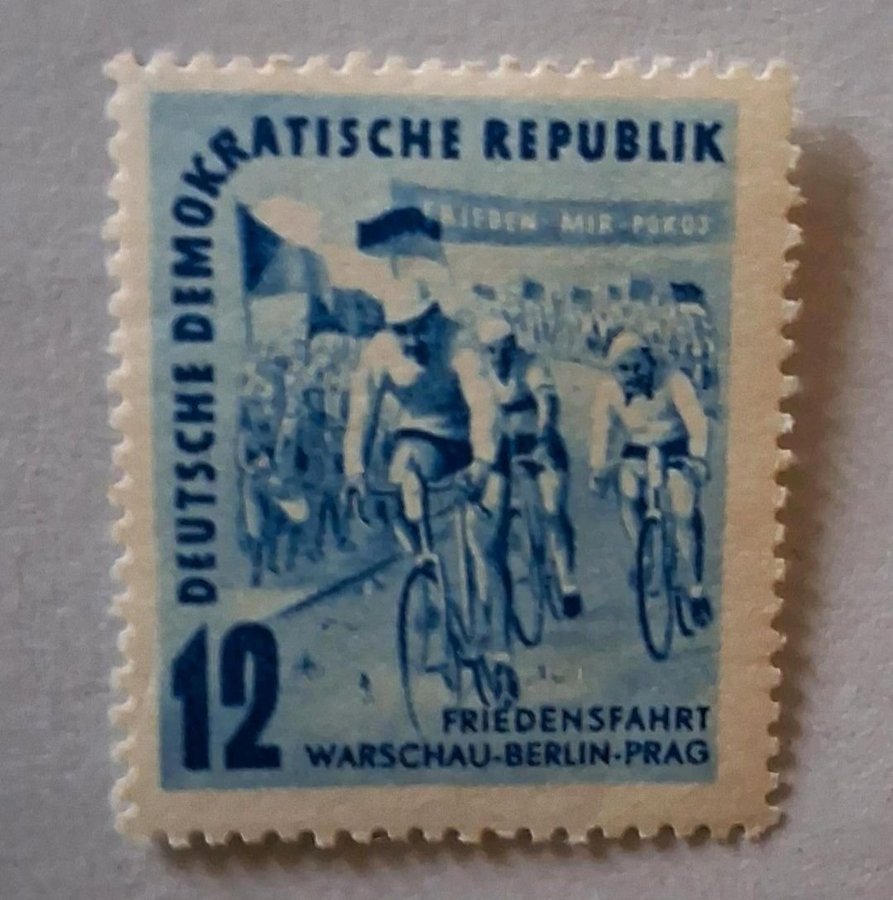 DEUTSCHE DEMOKRATISCHE REPUBLIK
FRIEDEN - MIR - POKOJ
12
FRIEDENSFAHRT
WARSCHAU-BERLIN-PRAG